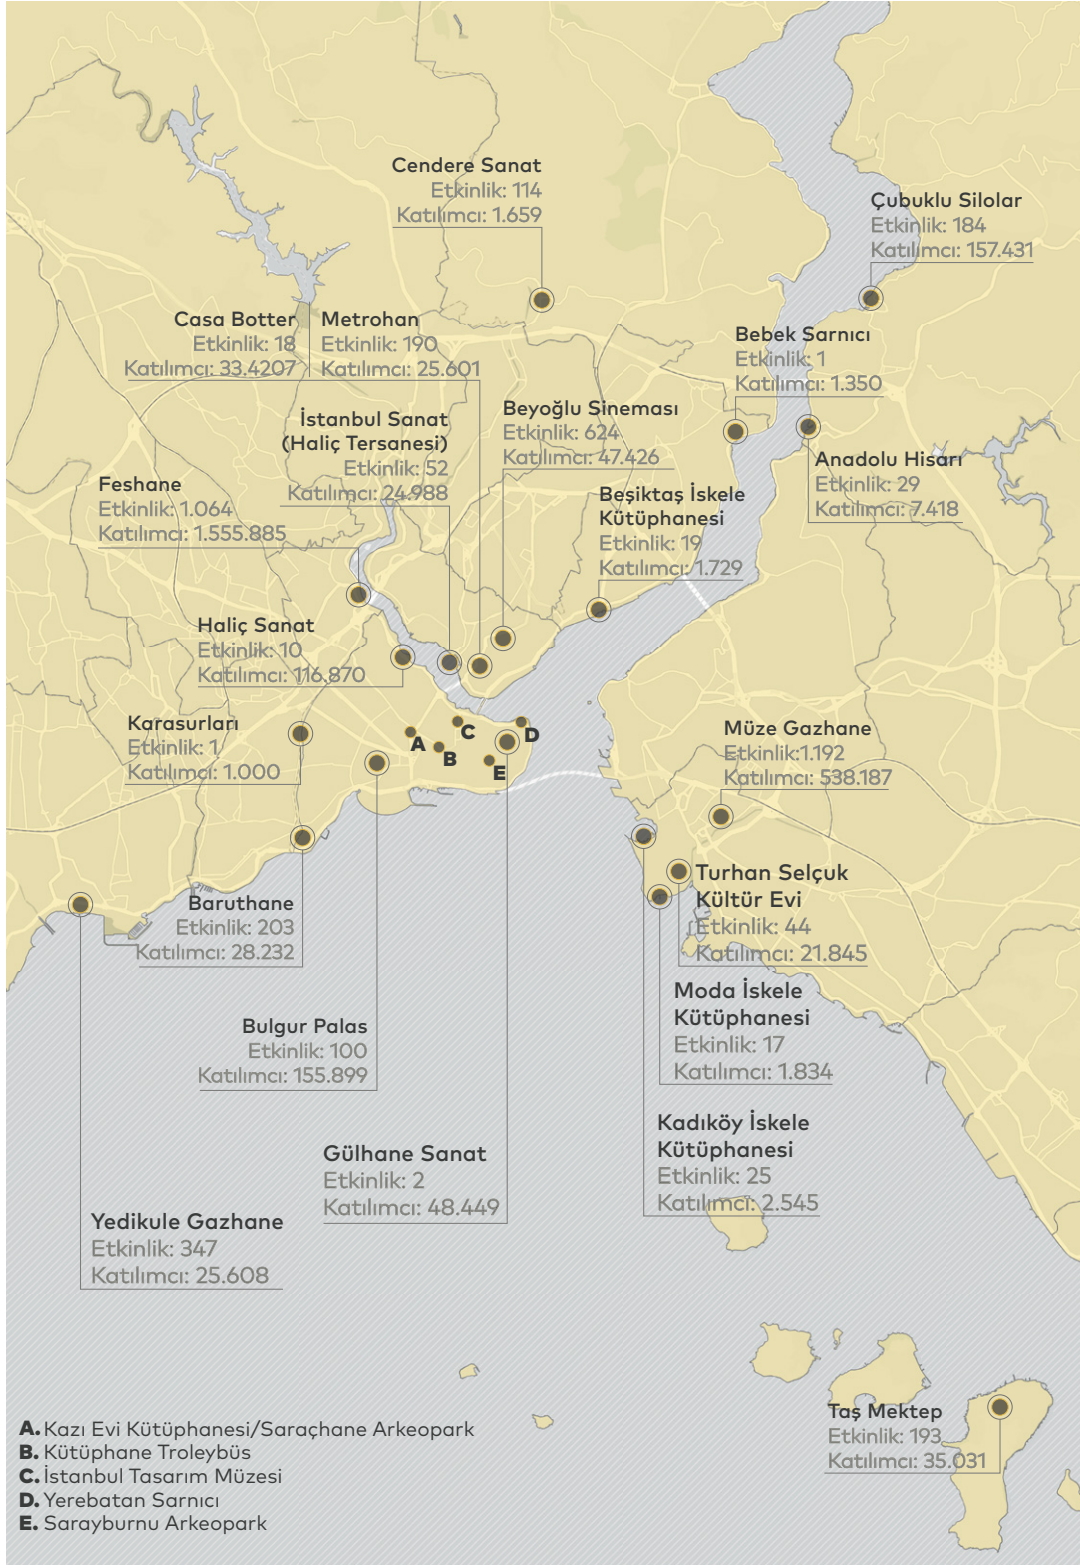 Cendere Sanat
Etkinlik: 114
Katılımcı: 1.659
Çubuklu Silolar
Etkinlik: 184
Katılımcı: 157.431
Casa Botter
Etkinlik: 18
Katılımcı: 33.4207
Metrohan
Etkinlik: 190
Katılımcı: 25.601
Bebek Sarnıcı
Etkinlik: 1
Katılımcı: 1.350
İstanbul Sanat
(Haliç Tersanesi)
Etkinlik: 52
Katılımcı: 24.988
Beyoğlu Sineması
Etkinlik: 624
Katılımcı: 47.426
Anadolu Hisarı
Etkinlik: 29
Katılımcı: 7.418
Feshane
Etkinlik: 1.064
Katılımcı: 1.555.885
Beşiktaş İskele
Kütüphanesi
Etkinlik: 19
Katılımcı: 1.729
Haliç Sanat
Etkinlik: 10
Katılımcı: 116.870
Karasurları
Etkinlik: 1
Katılımcı: 1.000
A
B
C
D
E
Müze Gazhane
Etkinlik:1.192
Katılımcı: 538.187
Baruthane
Etkinlik: 203
Katılımcı: 28.232
Turhan Selçuk
Kültür Evi
Etkinlik: 44
Katılımcı: 21.845
Moda İskele
Kütüphanesi
Etkinlik: 17
Katılımcı: 1.834
Bulgur Palas
Etkinlik: 100
Katılımcı: 155.899
Kadıköy İskele
Kütüphanesi
Etkinlik: 25
Katılımcı: 2.545
Gülhane Sanat
Etkinlik: 2
Katılımcı: 48.449
Yedikule Gazhane
Etkinlik: 347
Katılımcı: 25.608
Taş Mektep
Etkinlik: 193
Katılımcı: 35.031
A. Kazı Evi Kütüphanesi/Saraçhane Arkeopark
B. Kütüphane Troleybüs
C. İstanbul Tasarım Müzesi
D. Yerebatan Sarnıcı
E. Sarayburnu Arkeopark